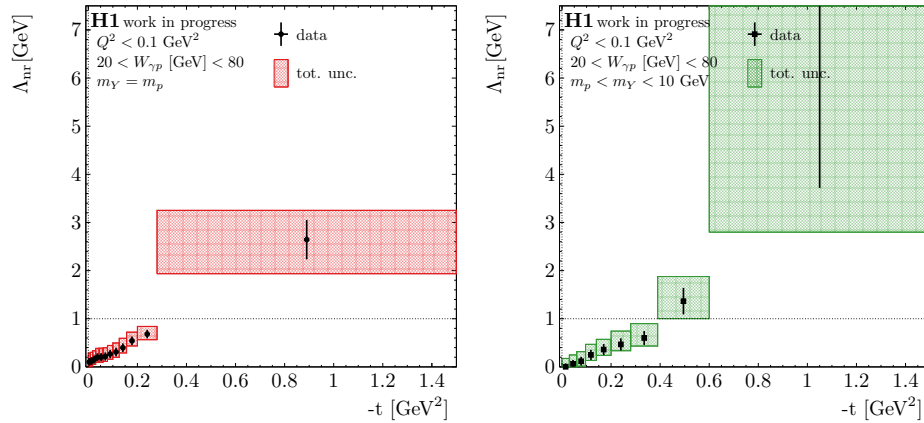 H1 work in progress
Q² < 0.1 GeV²
20 < W_γp [GeV] < 80
m_Y = m_p
data
tot. unc.
Λ_nr [GeV]
7
6
5
4
3
2
1
0
0 0.2 0.4 0.6 0.8 1 1.2 1.4
-t [GeV²]
H1 work in progress
Q² < 0.1 GeV²
20 < W_γp [GeV] < 80
m_p < m_Y < 10 GeV
data
tot. unc.
Λ_nr [GeV]
7
6
5
4
3
2
1
0
0 0.2 0.4 0.6 0.8 1 1.2 1.4
-t [GeV²]